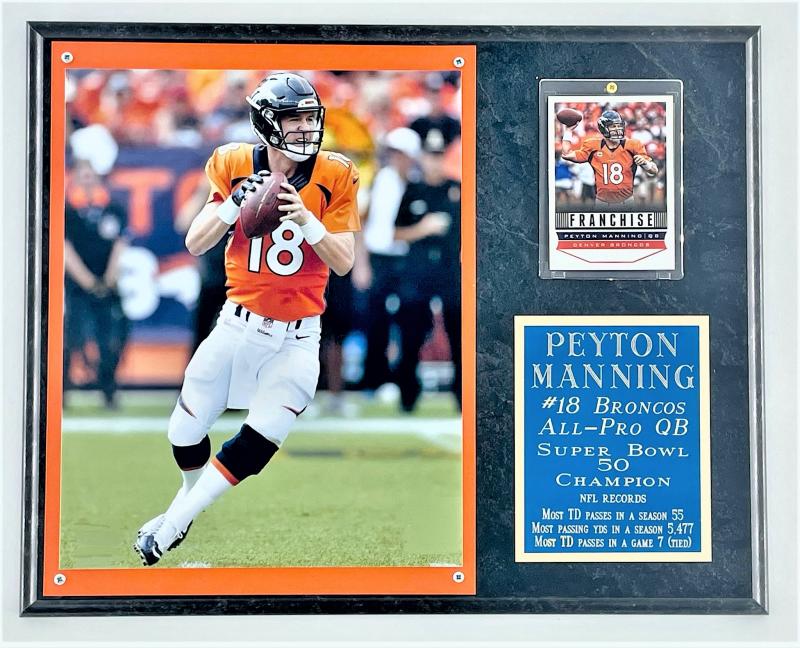 18
18
18
FRANCHISE
PEYTON MANNING | QB
DENVER BRONCOS
PEYTON
MANNING
#18 BRONCOS
ALL-PRO QB
SUPER BOWL
50
CHAMPION
NFL RECORDS
MOST TD PASSES IN A SEASON 55
MOST PASSING YDS IN A SEASON 5,477
MOST TD PASSES IN A GAME 7 (TIED)